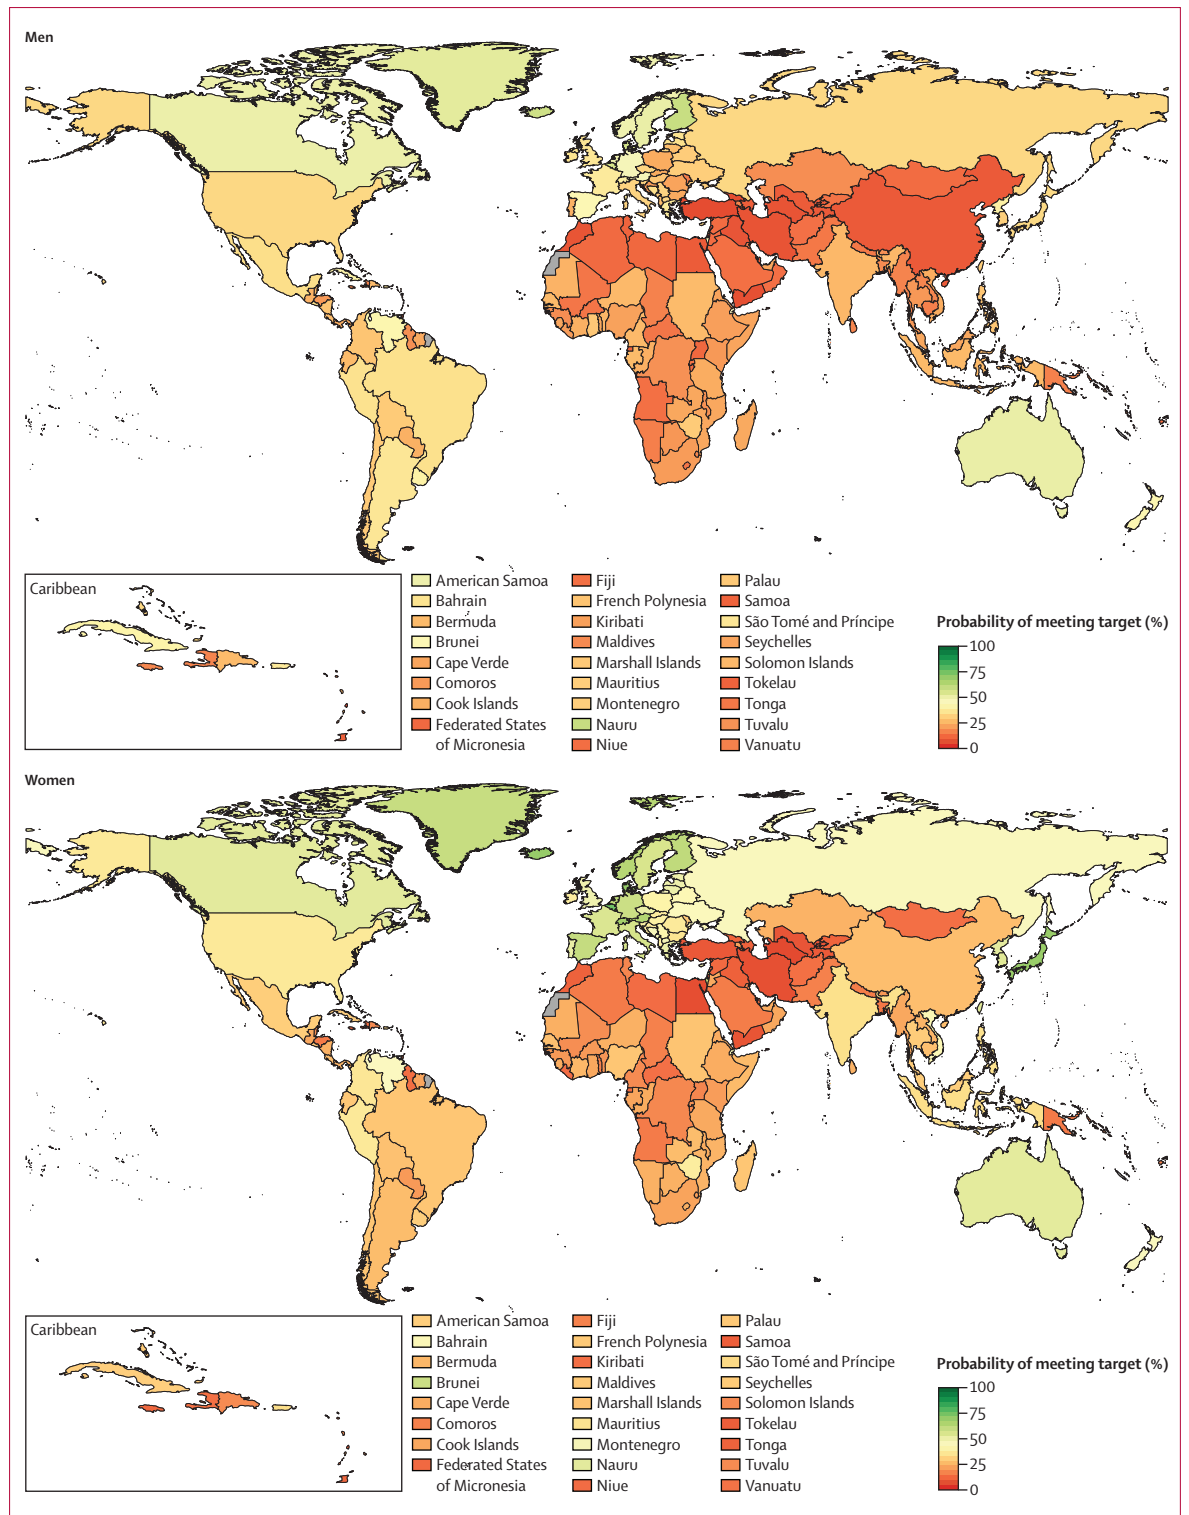 Men
Caribbean
American Samoa
Bahrain
Bermuda
Brunei
Cape Verde
Comoros
Cook Islands
Federated States
of Micronesia
Fiji
French Polynesia
Kiribati
Maldives
Marshall Islands
Mauritius
Montenegro
Nauru
Niue
Palau
Samoa
São Tomé and Príncipe
Seychelles
Solomon Islands
Tokelau
Tonga
Tuvalu
Vanuatu
Probability of meeting target (%)
100
75
50
25
0
Women
Caribbean
American Samoa
Bahrain
Bermuda
Brunei
Cape Verde
Comoros
Cook Islands
Federated States
of Micronesia
Fiji
French Polynesia
Kiribati
Maldives
Marshall Islands
Mauritius
Montenegro
Nauru
Niue
Palau
Samoa
São Tomé and Príncipe
Seychelles
Solomon Islands
Tokelau
Tonga
Tuvalu
Vanuatu
Probability of meeting target (%)
100
75
50
25
0